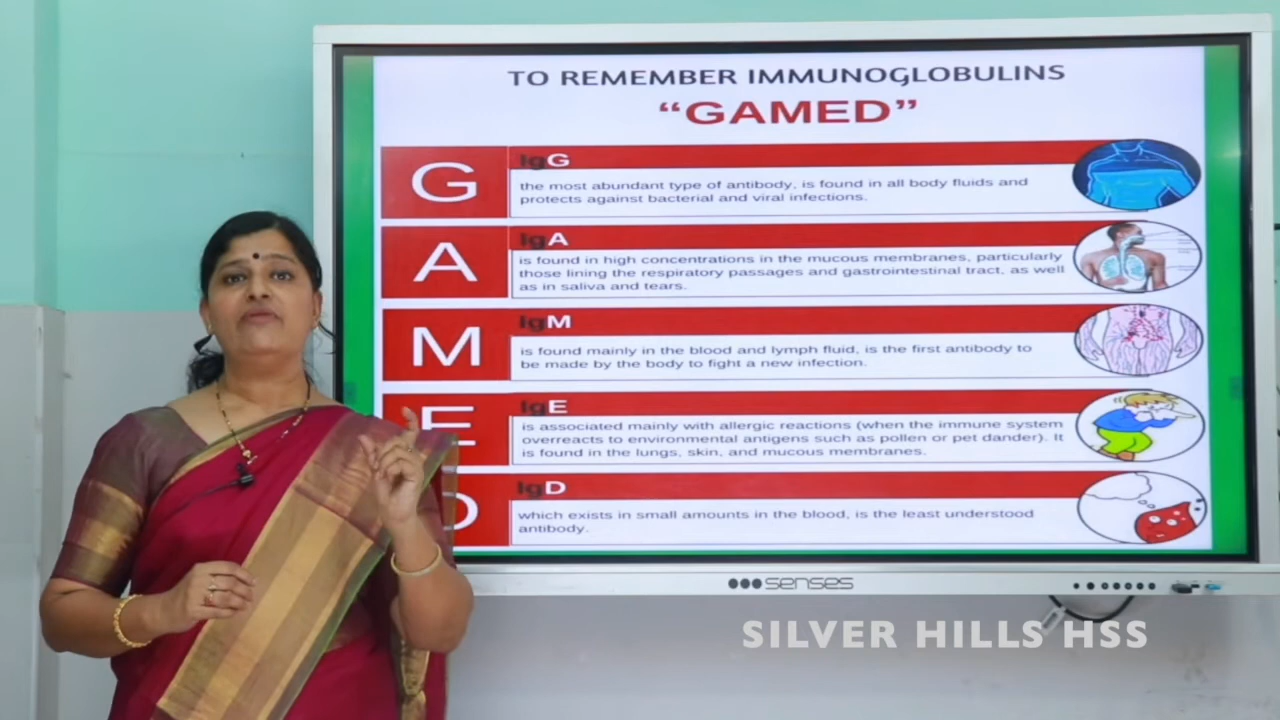 TO REMEMBER IMMUNOGLOBULINS
“GAMED”
G
IgG
the most abundant type of antibody, is found in all body fluids and
protects against bacterial and viral infections.
A
IgA
is found in high concentrations in the mucous membranes, particularly
those lining the respiratory passages and gastrointestinal tract, as well
as in saliva and tears.
M
IgM
is found mainly in the blood and lymph fluid, is the first antibody to
be made by the body to fight a new infection.
E
IgE
is associated mainly with allergic reactions (when the immune system
overreacts to environmental antigens such as pollen or pet dander). It
is found in the lungs, skin, and mucous membranes.
D
IgD
which exists in small amounts in the blood, is the least understood
antibody.
senses
SILVER HILLS HSS